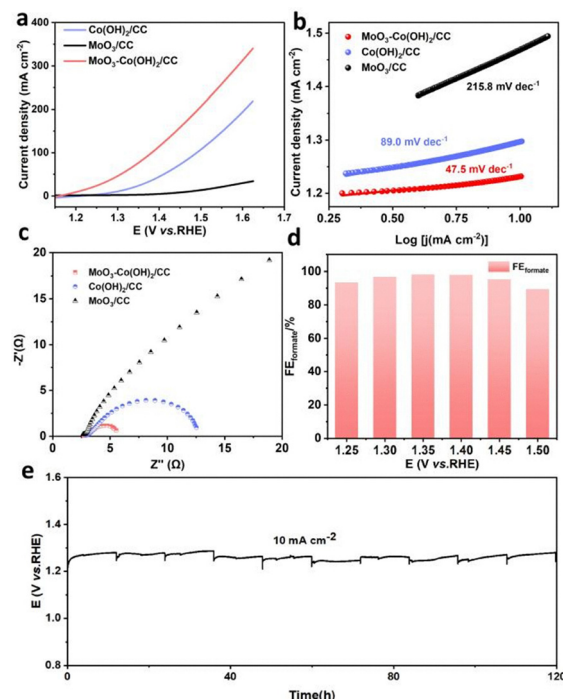 a
Co(OH)2/CC
MoO3/CC
MoO3-Co(OH)2/CC
Current density (mA cm-2)
400
300
200
100
0
1.2
1.3
1.4
1.5
1.6
1.7
E (V vs.RHE)
b
MoO3-Co(OH)2/CC
Co(OH)2/CC
MoO3/CC
215.8 mV dec-1
89.0 mV dec-1
47.5 mV dec-1
Current density (mA cm-2)
1.5
1.4
1.3
1.2
0.25
0.50
0.75
1.00
Log [j(mA cm-2)]
c
MoO3-Co(OH)2/CC
Co(OH)2/CC
MoO3/CC
-Z'(Ω)
20
15
10
5
0
0
5
10
15
20
Z'' (Ω)
d
FEformate
FEformate/%
100
80
60
40
20
0
1.25
1.30
1.35
1.40
1.45
1.50
E (V vs.RHE)
e
10 mA cm-2
E (V vs.RHE)
1.6
1.4
1.2
1.0
0.8
0
20
40
60
80
100
120
Time(h)